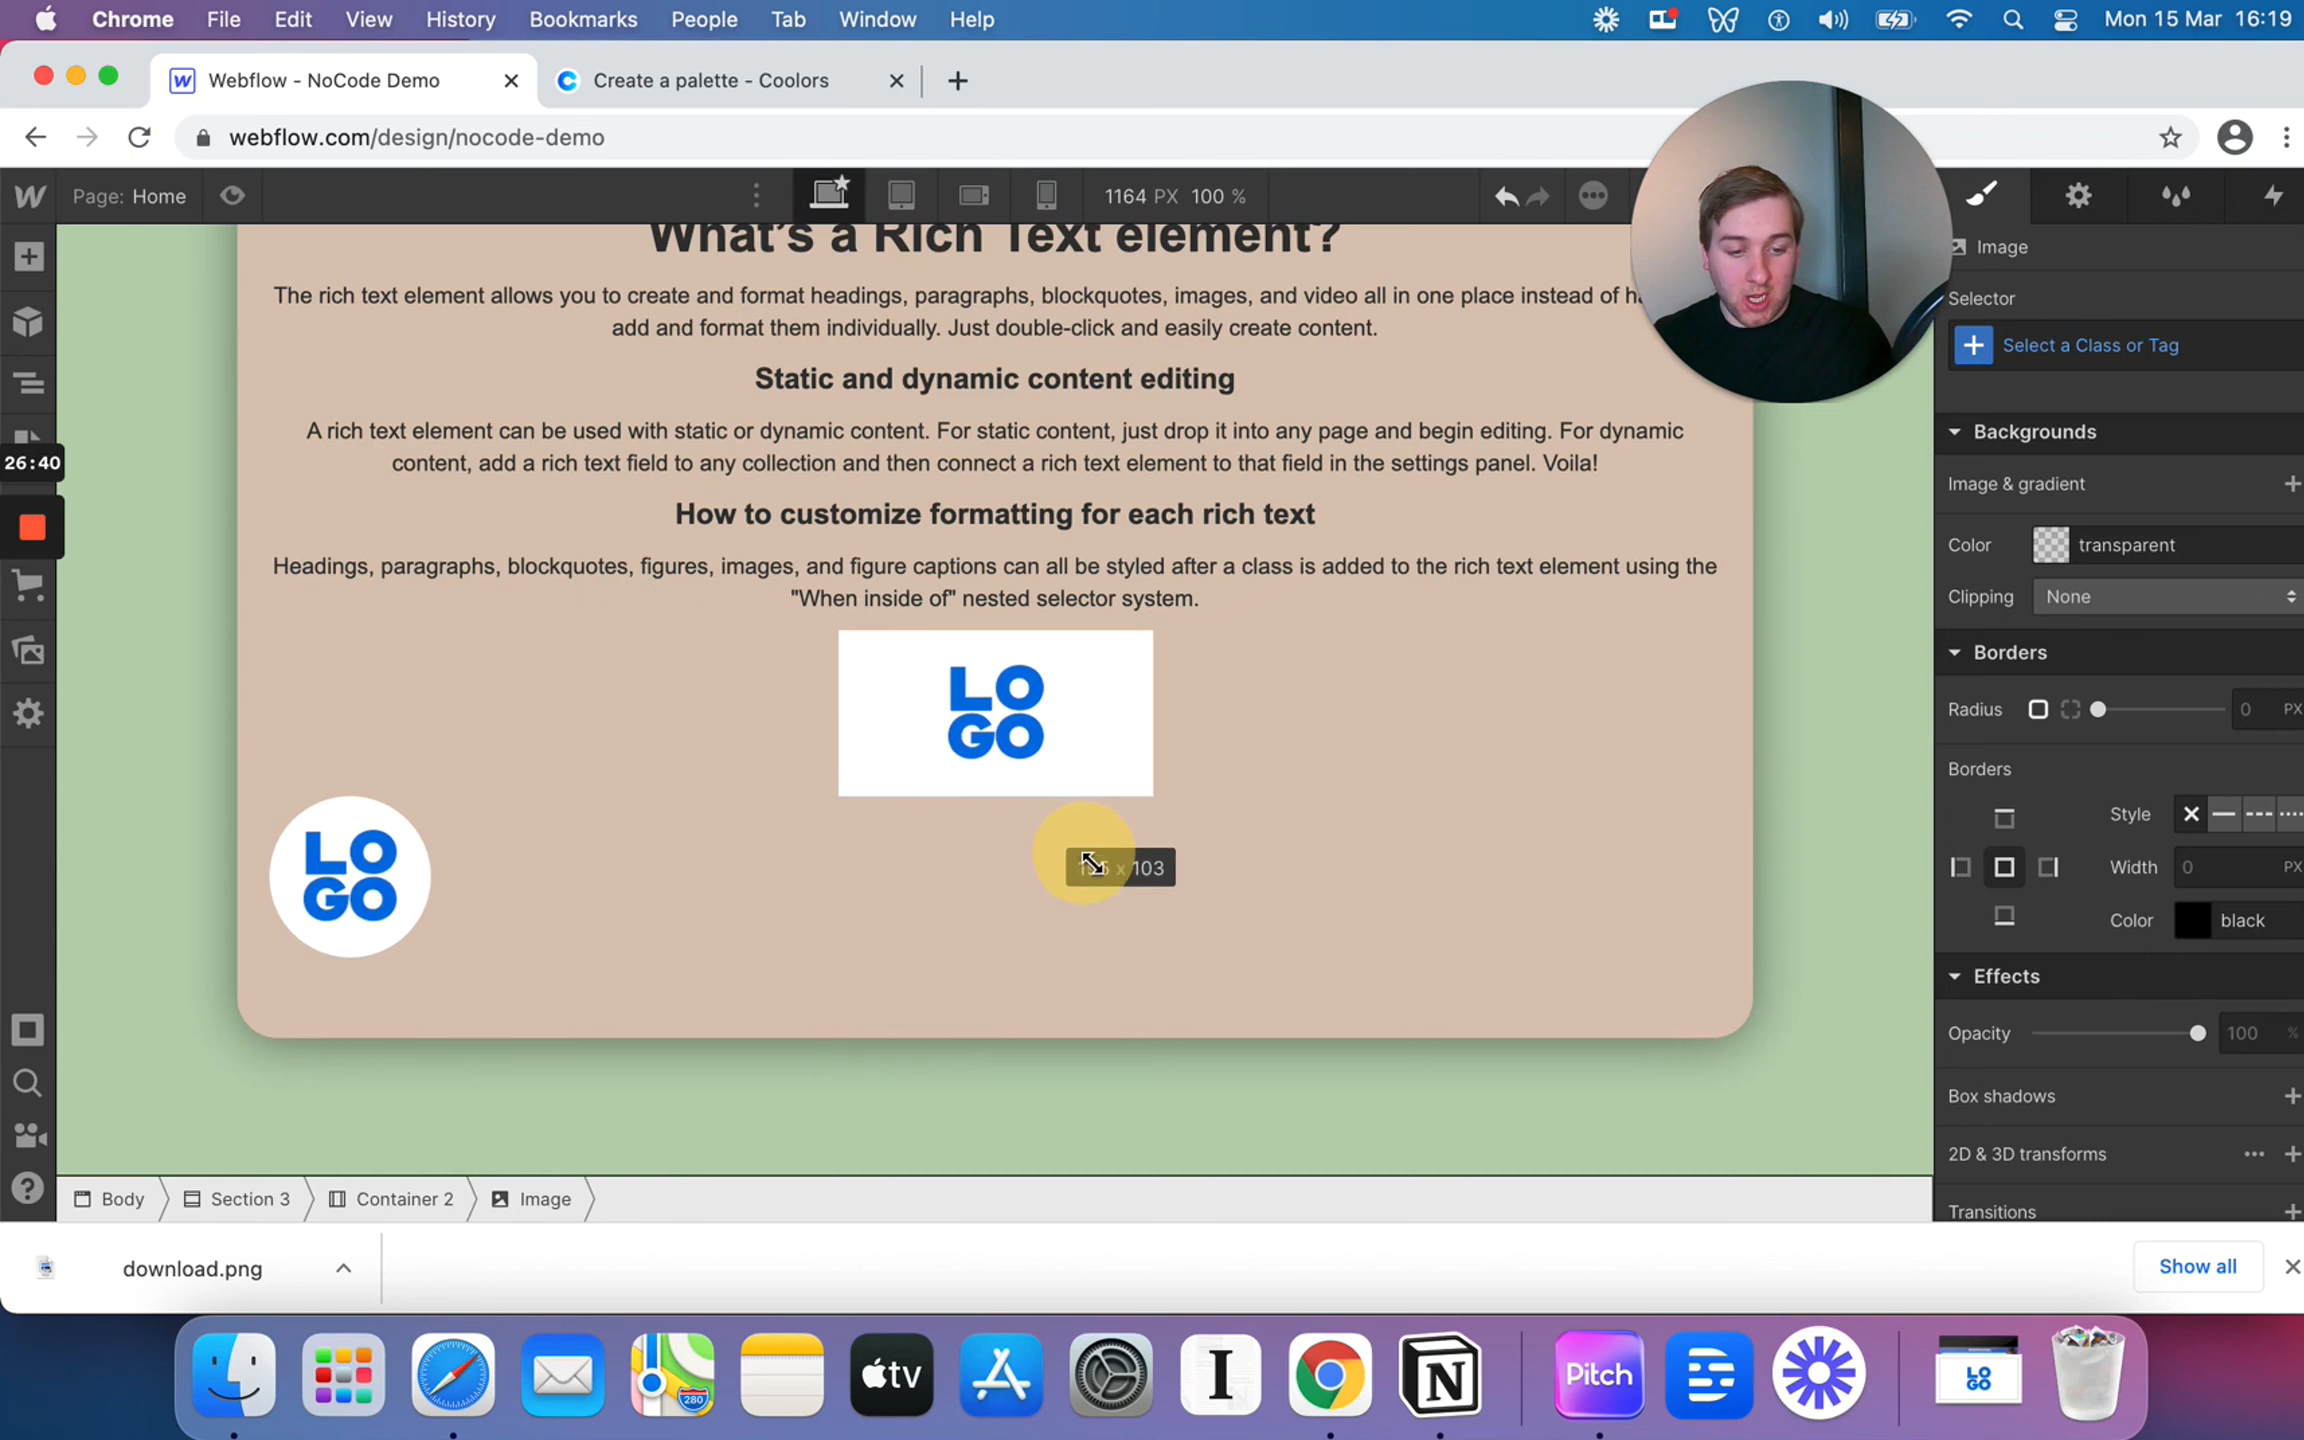 Chrome File Edit View History Bookmarks People Tab Window Help Mon 15 Mar 16:19
Webflow - NoCode Demo
Create a palette - Coolors
webflow.com/design/nocode-demo
Page: Home
1164 PX 100 %
Image
What's a Rich Text element?
Selector
The rich text element allows you to create and format headings, paragraphs, blockquotes, images, and video all in one place instead of
add and format them individually. Just double-click and easily create content.
Select a Class or Tag
Static and dynamic content editing
Backgrounds
A rich text element can be used with static or dynamic content. For static content, just drop it into any page and begin editing. For dynamic
content, add a rich text field to any collection and then connect a rich text element to that field in the settings panel. Voila!
Image & gradient
26:40
How to customize formatting for each rich text
Color transparent
Headings, paragraphs, blockquotes, figures, images, and figure captions can all be styled after a class is added to the rich text element using the
"When inside of" nested selector system.
Clipping None
Borders
LO
GO
Radius 0 PX
Borders
Style
LO
GO
x 103
Width 0 PX
Color black
Effects
Opacity 100 %
Box shadows
2D & 3D transforms
Body Section 3 Container 2 Image
Transitions
download.png
Show all
280
tv
I
N
Pitch
LO
GO